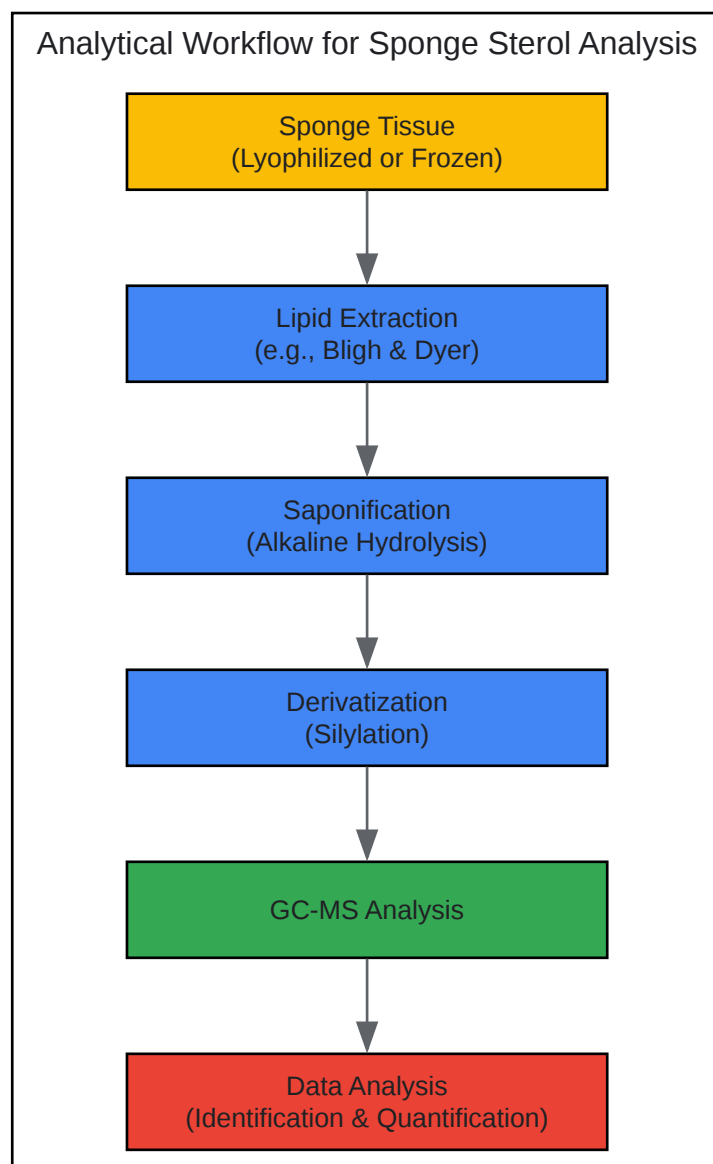 Analytical Workflow for Sponge Sterol Analysis
Sponge Tissue
(Lyophilized or Frozen)
Lipid Extraction
(e.g., Bligh & Dyer)
Saponification
(Alkaline Hydrolysis)
Derivatization
(Silylation)
GC-MS Analysis
Data Analysis
(Identification & Quantification)